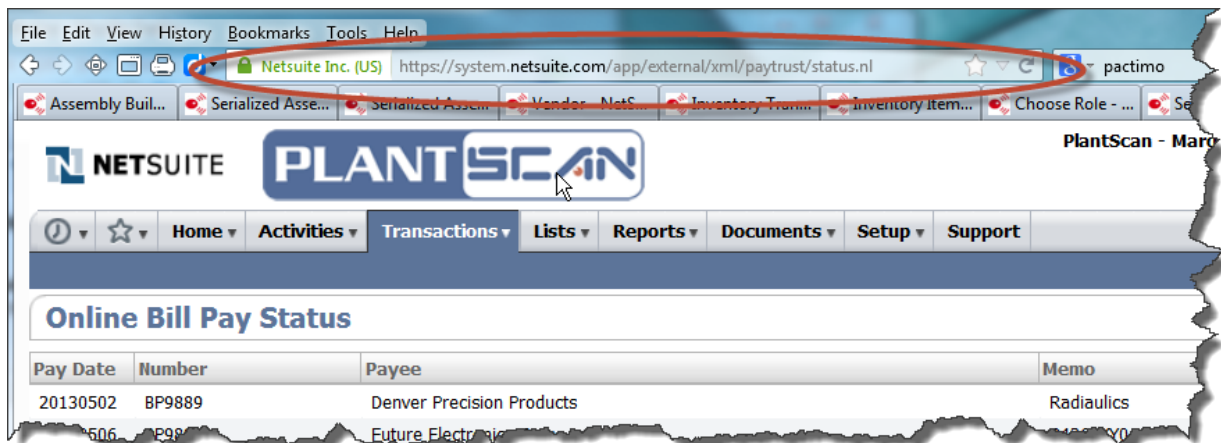 File Edit View History Bookmarks Tools Help
Netsuite Inc. (US) https://system.netsuite.com/app/external/xml/paytrust/status.nl pactimo
Assembly Buil... Serialized Asse... Serialized Asse... Vendor - NetS... Inventory Tran... Inventory Item... Choose Role - ... Se
N NETSUITE PLANTSCAN PlantScan - Marc
Home Activities Transactions Lists Reports Documents Setup Support
Online Bill Pay Status
Pay Date Number Payee Memo
20130502 BP9889 Denver Precision Products Radiaulics
Future